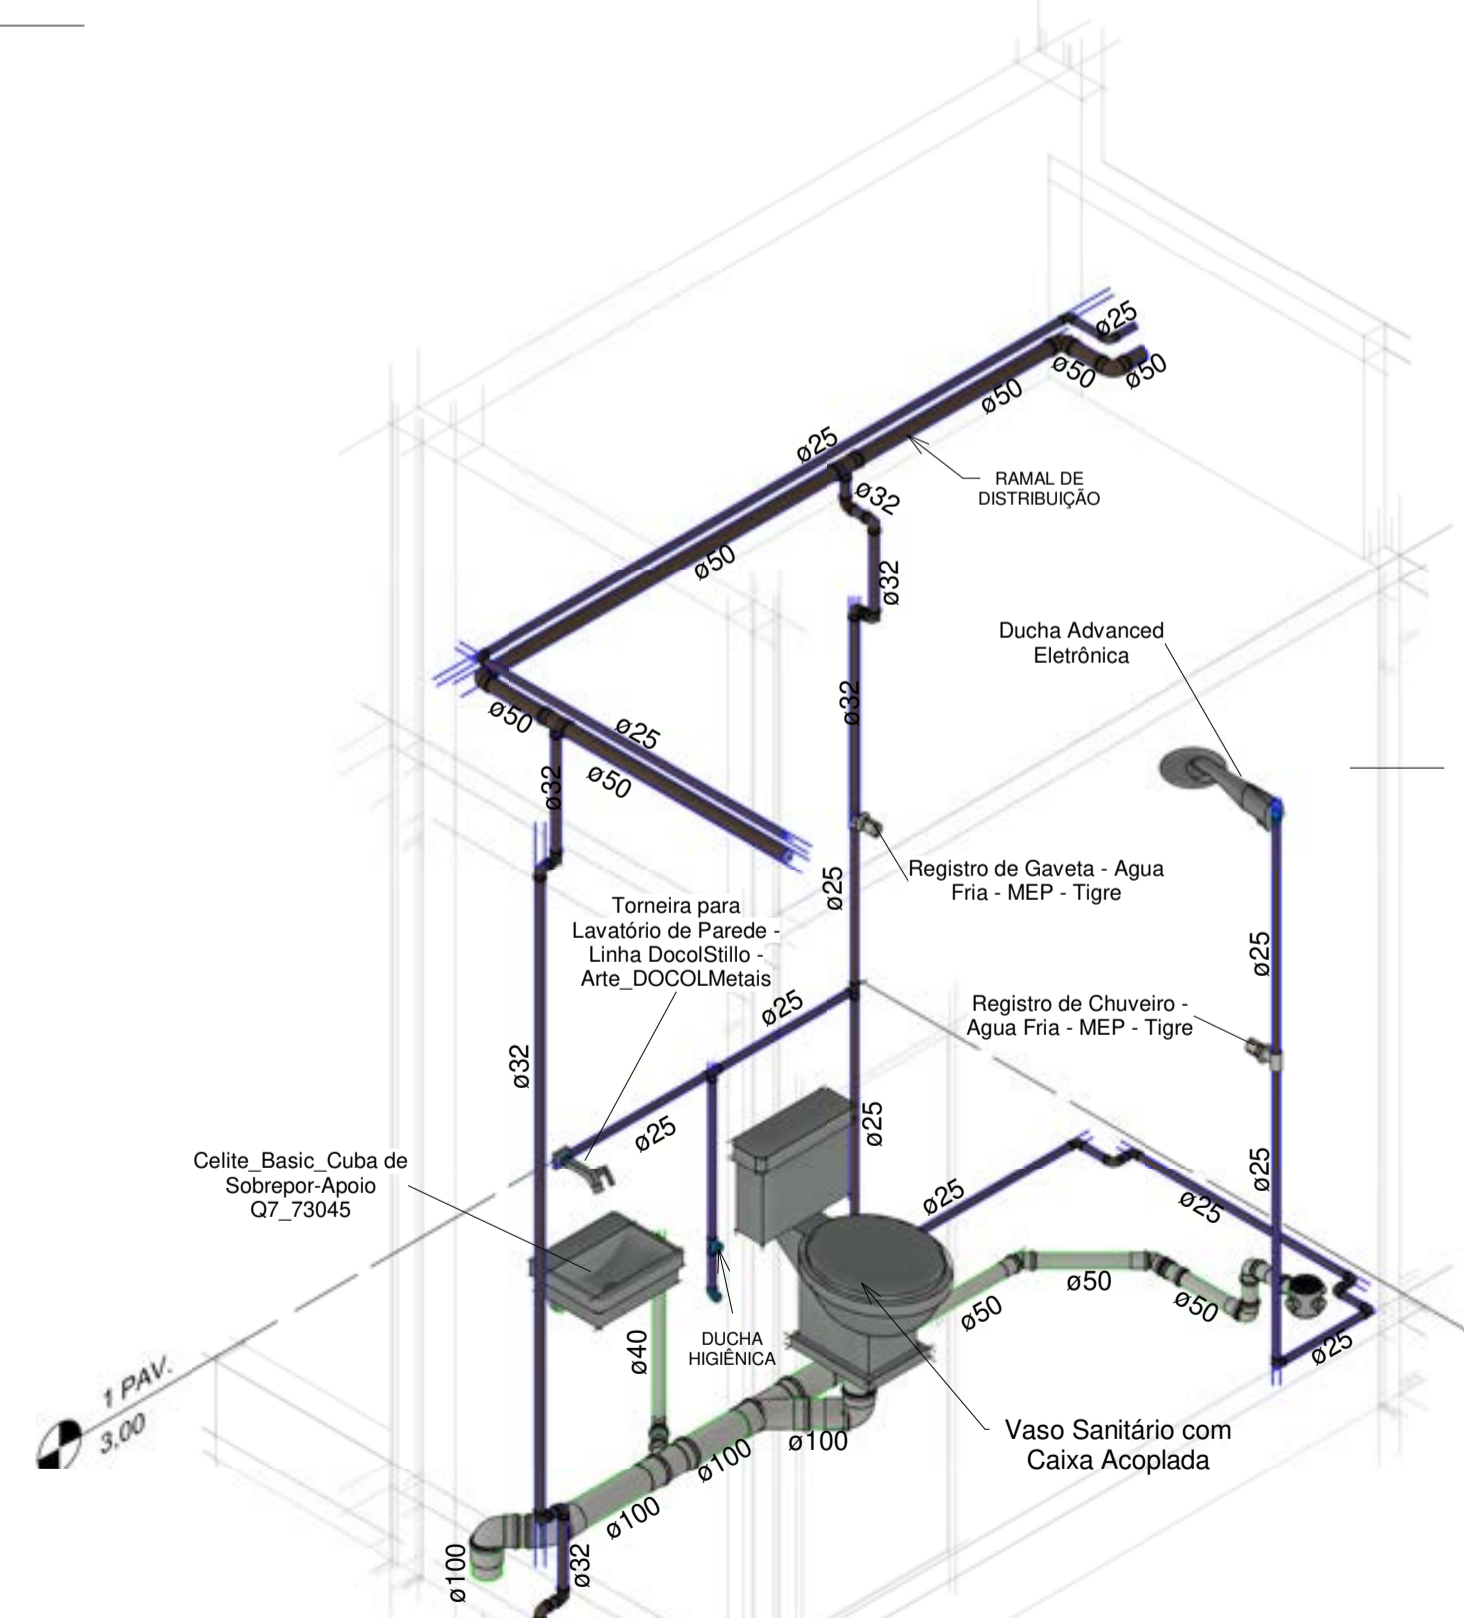 ø25
ø50
ø50
ø50
ø25
RAMAL DE
DISTRIBUIÇÃO
ø32
ø50
ø32
Ducha Advanced
Eletrônica
ø32
ø50
ø25
ø50
ø32
Registro de Gaveta - Agua
Fria - MEP - Tigre
ø25
Torneira para
Lavatório de Parede -
Linha DocolStillo -
Arte_DOCOLMetais
ø25
ø25
Registro de Chuveiro -
Agua Fria - MEP - Tigre
ø32
ø25
ø25
Celite_Basic_Cuba de
Sobrepor-Apoio
Q7_73045
ø25
ø25
ø25
ø50
ø50
ø50
ø25
DUCHA
HIGIÊNICA
ø40
1 PAV.
3,00
Vaso Sanitário com
Caixa Acoplada
ø100
ø100
ø100
ø100
ø32